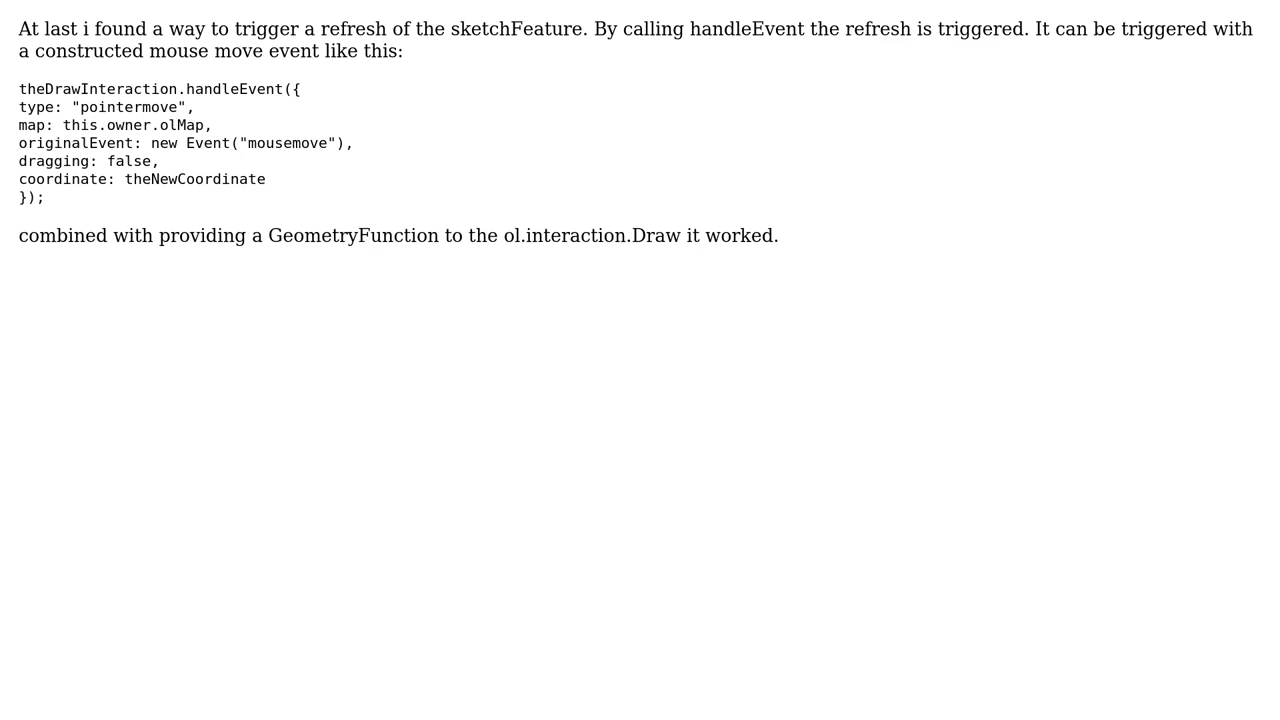 At last i found a way to trigger a refresh of the sketchFeature. By calling handleEvent the refresh is triggered. It can be triggered with
a constructed mouse move event like this:
theDrawInteraction.handleEvent({
type: "pointermove",
map: this.owner.olMap,
originalEvent: new Event("mousemove"),
dragging: false,
coordinate: theNewCoordinate
});
combined with providing a GeometryFunction to the ol.interaction.Draw it worked.